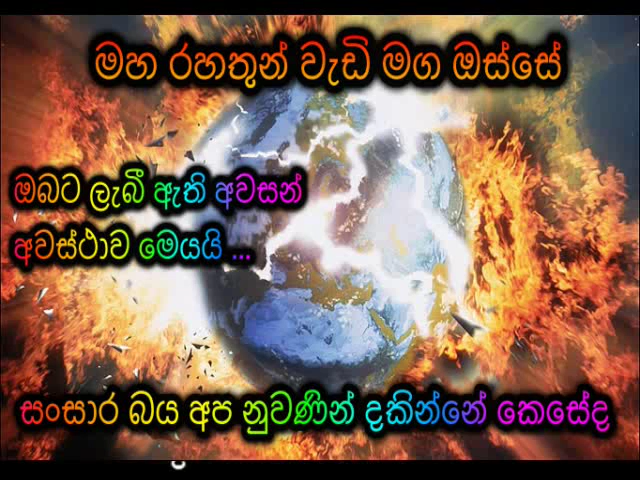 මහ රහතුන් වැඩි මග ඔස්සේ
ඔබට ලැබී ඇති අවසන්
අවස්ථාව මෙයයි ...
සංසාර බය අප නුවණින් දකින්නේ කෙසේද